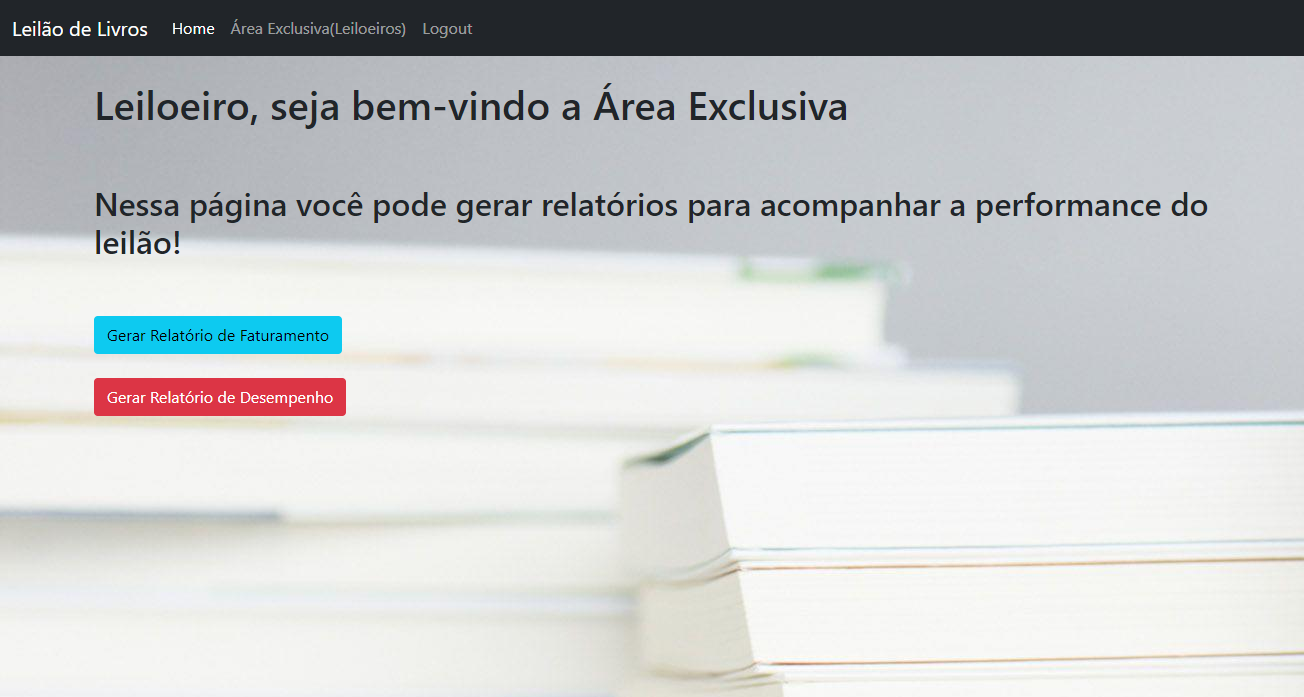 Leilão de Livros Home Área Exclusiva(Leiloeiros) Logout
Leiloeiro, seja bem-vindo a Área Exclusiva
Nessa página você pode gerar relatórios para acompanhar a performance do
leilão!
Gerar Relatório de Faturamento
Gerar Relatório de Desempenho